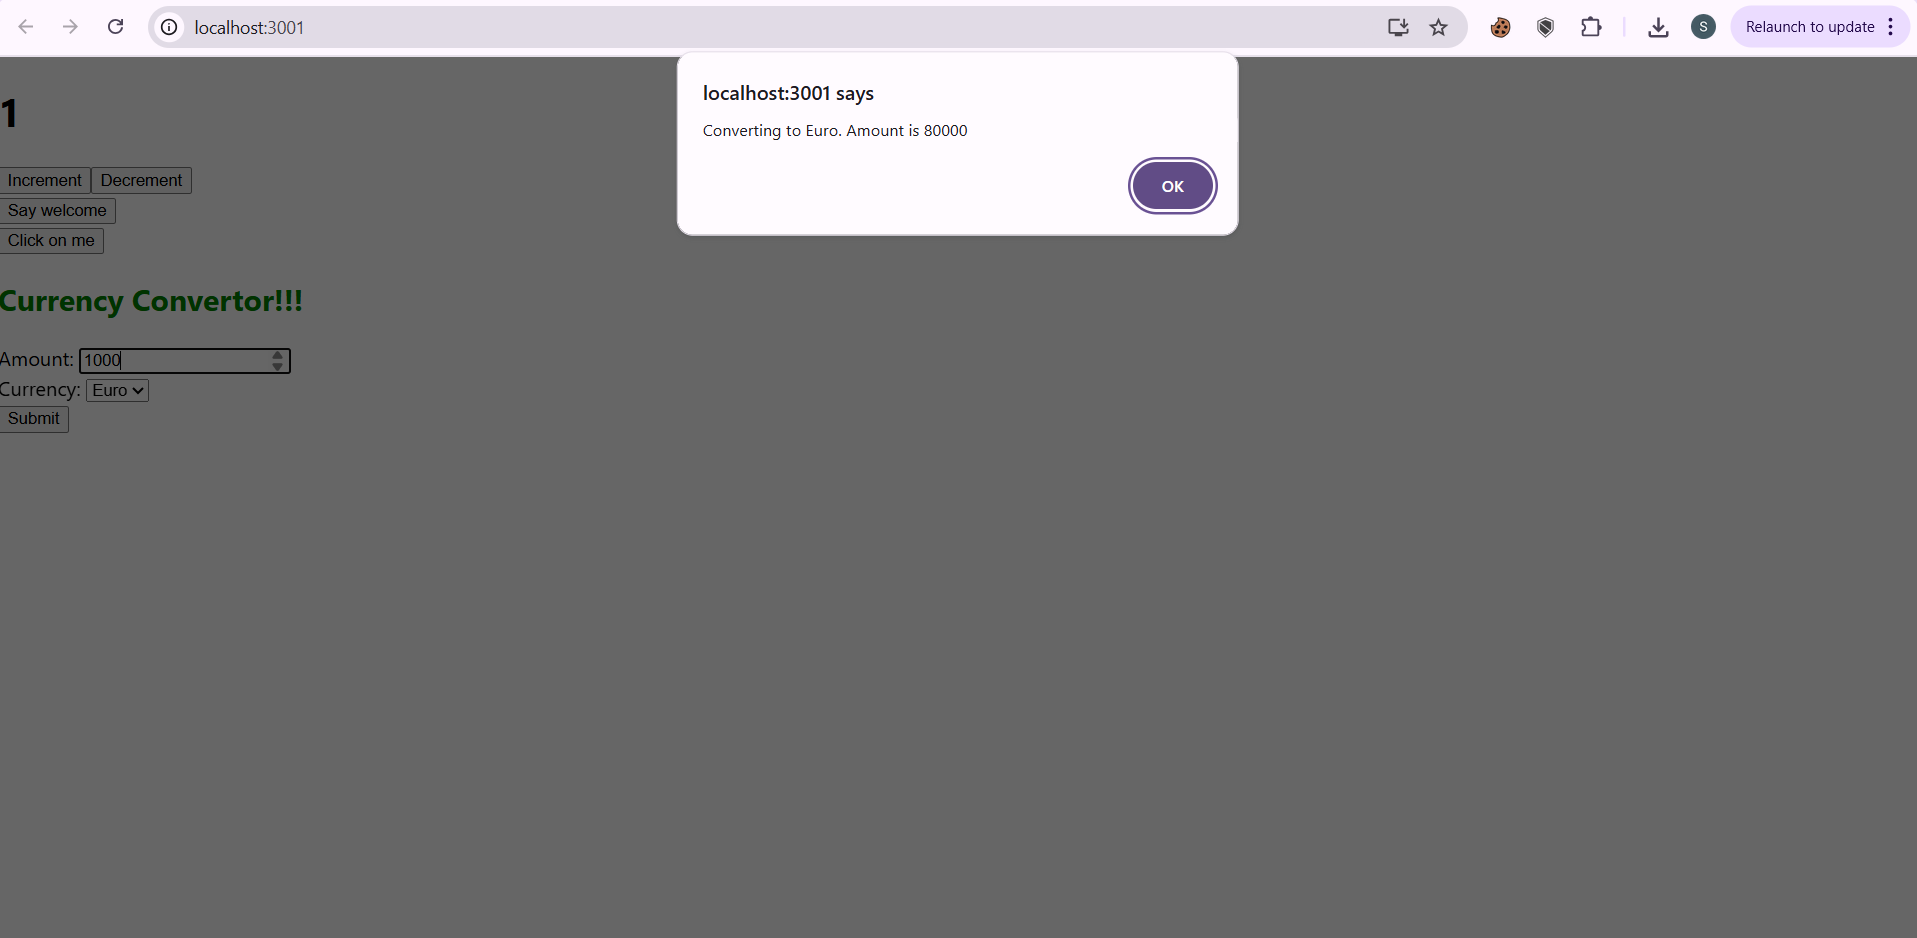 localhost:3001
S
Relaunch to update
localhost:3001 says
Converting to Euro. Amount is 80000
OK
1
Increment Decrement
Say welcome
Click on me
Currency Convertor!!!
Amount: 1000
Currency: Euro
Submit